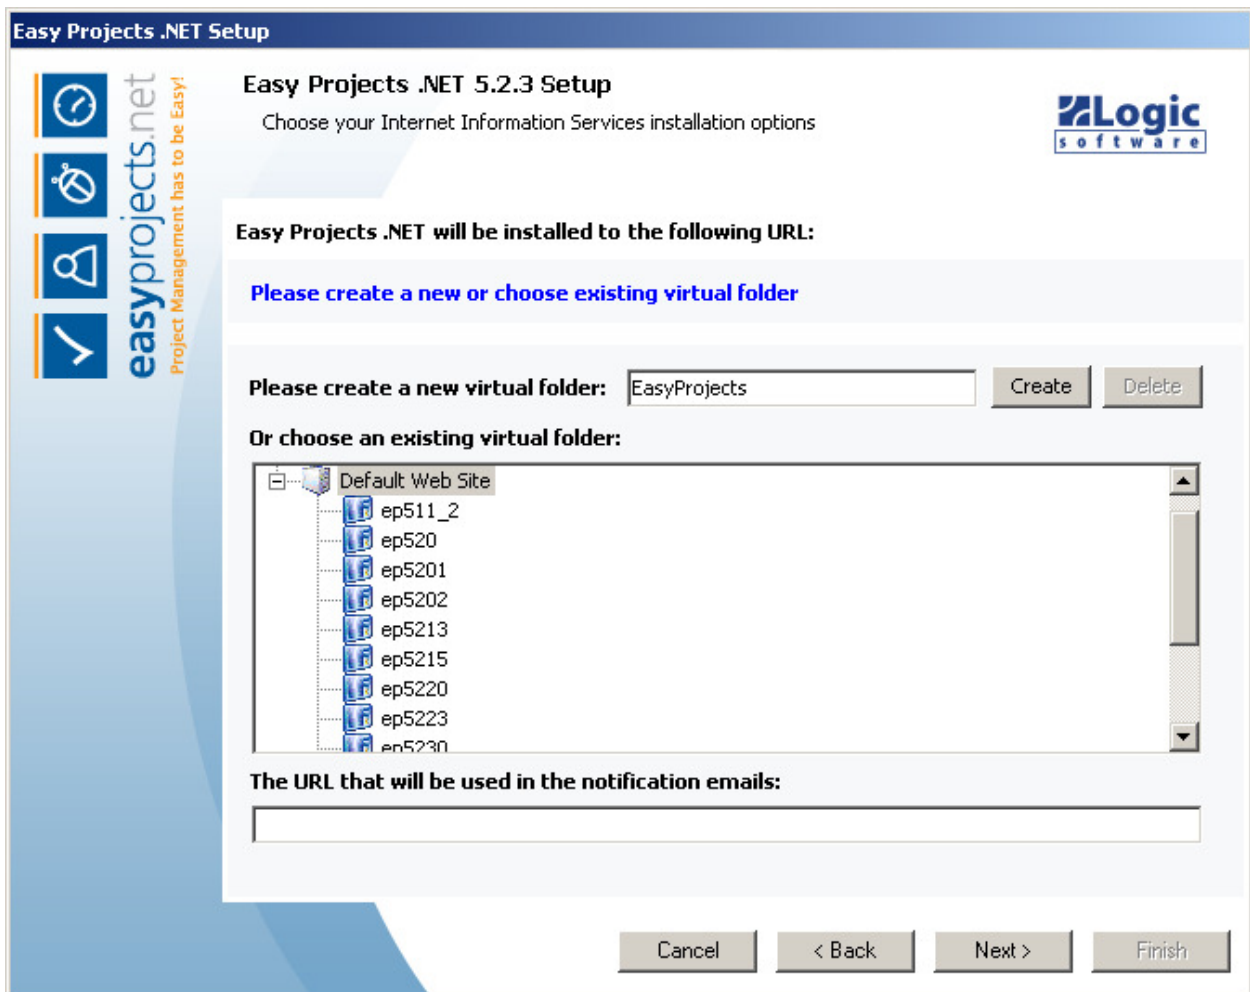 Easy Projects .NET Setup
easyprojects.net
Project Management has to be Easy!
Easy Projects .NET 5.2.3 Setup
Choose your Internet Information Services installation options
Logic
software
Easy Projects .NET will be installed to the following URL:
Please create a new or choose existing virtual folder
Please create a new virtual folder: EasyProjects Create Delete
Or choose an existing virtual folder:
Default Web Site
ep511_2
ep520
ep5201
ep5202
ep5213
ep5215
ep5220
ep5223
ep5230
The URL that will be used in the notification emails:
Cancel < Back Next > Finish